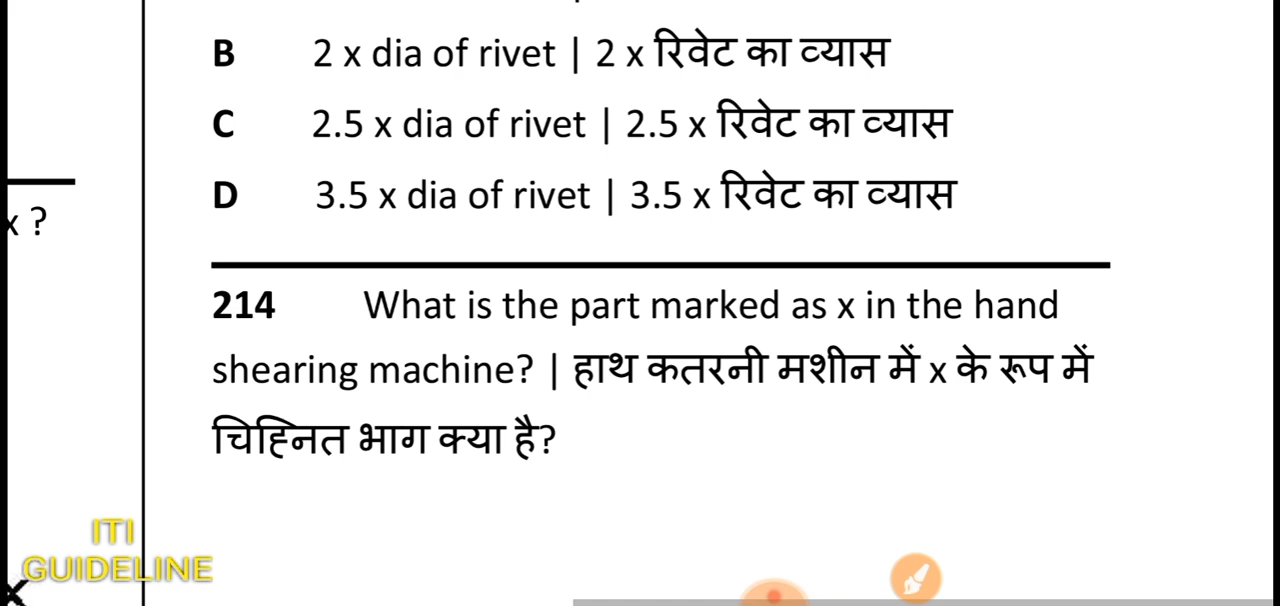 B 2 x dia of rivet | 2 x रिवेट का व्यास
C 2.5 x dia of rivet | 2.5 x रिवेट का व्यास
D 3.5 x dia of rivet | 3.5 x रिवेट का व्यास
x ?
214 What is the part marked as x in the hand
shearing machine? | हाथ कतरनी मशीन में x के रूप में
चिह्नित भाग क्या है?
ITI
GUIDELINE
x